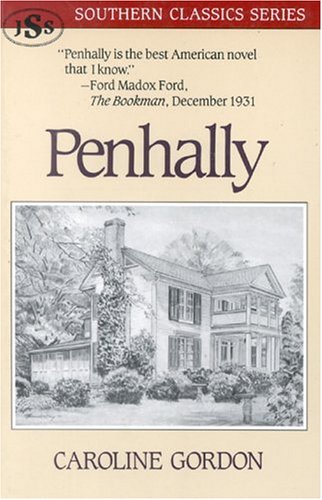 JSS
SOUTHERN CLASSICS SERIES
"Penhally is the best American novel
that I know."
—Ford Madox Ford,
The Bookman, December 1931
Penhally
CAROLINE GORDON